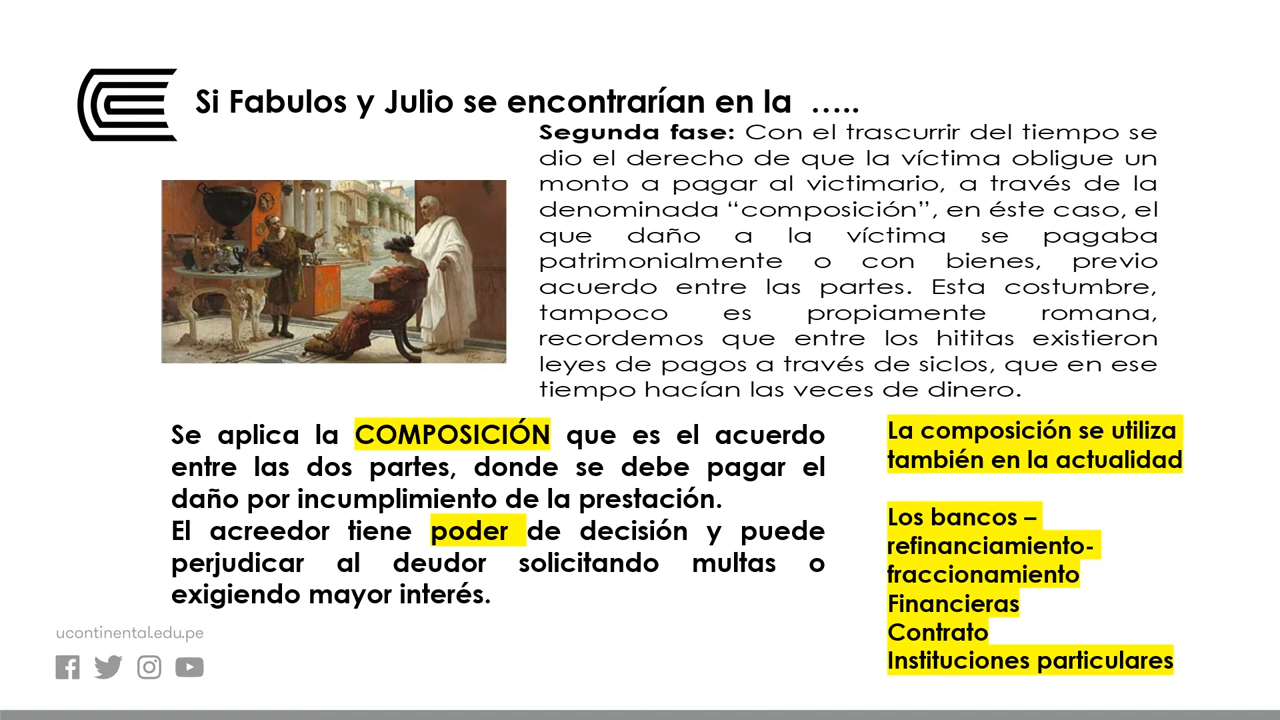 Si Fabulos y Julio se encontrarían en la …..
Segunda fase: Con el trascurrir del tiempo se
dio el derecho de que la víctima obligue un
monto a pagar al victimario, a través de la
denominada “composición”, en éste caso, el
que daño a la víctima se pagaba
patrimonialmente o con bienes, previo
acuerdo entre las partes. Esta costumbre,
tampoco es propiamente romana,
recordemos que entre los hititas existieron
leyes de pagos a través de siclos, que en ese
tiempo hacían las veces de dinero.
Se aplica la COMPOSICIÓN que es el acuerdo
entre las dos partes, donde se debe pagar el
daño por incumplimiento de la prestación.
El acreedor tiene poder de decisión y puede
perjudicar al deudor solicitando multas o
exigiendo mayor interés.
La composición se utiliza
también en la actualidad
Los bancos –
refinanciamiento-
fraccionamiento
Financieras
Contrato
Instituciones particulares
ucontinental.edu.pe